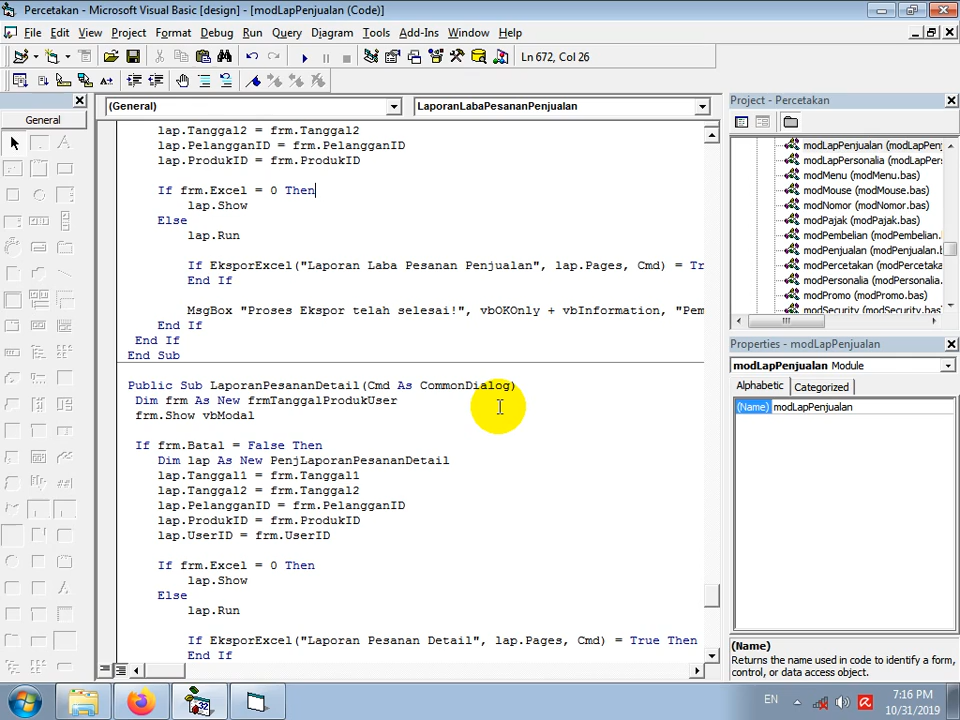 Percetakan - Microsoft Visual Basic [design] - [modLapPenjualan (Code)]
File Edit View Project Format Debug Run Query Diagram Tools Add-Ins Window Help
Ln 672, Col 26
General
(General)
LaporanLabaPesananPenjualan
lap.Tanggal2 = frm.Tanggal2
lap.PelangganID = frm.PelangganID
lap.ProdukID = frm.ProdukID
If frm.Excel = 0 Then
lap.Show
Else
lap.Run
If EksporExcel("Laporan Laba Pesanan Penjualan", lap.Pages, Cmd) = Tr
End If
MsgBox "Proses Ekspor telah selesai!", vbOKOnly + vbInformation, "Pem
End If
End If
End Sub
Public Sub LaporanPesananDetail(Cmd As CommonDialog)
Dim frm As New frmTanggalProdukUser
frm.Show vbModal
If frm.Batal = False Then
Dim lap As New PenjLaporanPesananDetail
lap.Tanggal1 = frm.Tanggal1
lap.Tanggal2 = frm.Tanggal2
lap.PelangganID = frm.PelangganID
lap.ProdukID = frm.ProdukID
lap.UserID = frm.UserID
If frm.Excel = 0 Then
lap.Show
Else
lap.Run
If EksporExcel("Laporan Pesanan Detail", lap.Pages, Cmd) = True Then
End If
Project - Percetakan
modLapPenjualan (modLapPenj
modLapPersonalia (modLapPers
modMenu (modMenu.bas)
modMouse (modMouse.bas)
modNomor (modNomor.bas)
modPajak (modPajak.bas)
modPembelian (modPembelian.
modPenjualan (modPenjualan.b
modPercetakan (modPercetaka
modPersonalia (modPersonalia.
modPromo (modPromo.bas)
modSecurity (modSecurity.bas)
Properties - modLapPenjualan
modLapPenjualan Module
Alphabetic Categorized
(Name) modLapPenjualan
(Name)
Returns the name used in code to identify a form, control, or data access object.
EN
7:16 PM
10/31/2019